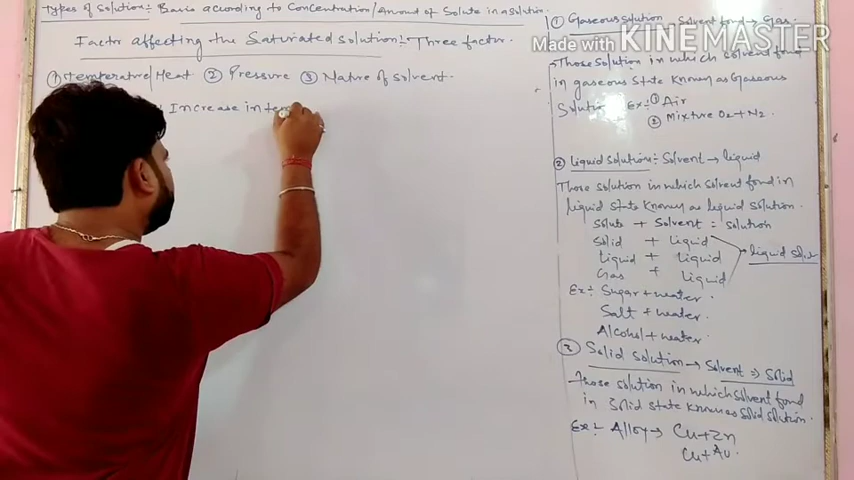 Types of Solution:- Basis according to Concentration/Amount of Solute in a solution.
Factor affecting the Saturated solution:- Three factor.
① temperature/Heat ② Pressure ③ Nature of solvent.
Increase in tem
① Gaseous solution Solvent fond → Gas.
Made with KINEMASTER
→ Those Solution in which solvent fond
in gaseous state known as Gaseous
Solution Ex:- ① Air
② Mixture O2 + N2.
② liquid solution:- Solvent → liquid
Those solution in which solvent fond in
liquid state known as liquid solution.
Solute + Solvent = Solution
Solid + liquid
liquid + liquid
Gas + liquid
liquid
Ex:- Sugar + water.
Salt + water.
Alcohol + water.
③ Solid solution → Solvent => Solid
Those solution in which solvent fond
in Solid state known as solid solution.
Ex:- Alloy → Cu + Zn
Cu + Au.